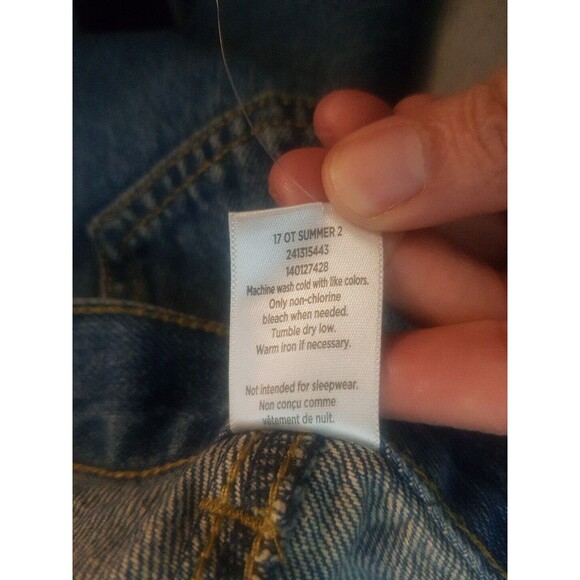 17 OT SUMMER 2
241315443
140127428
Machine wash cold with like colors.
Only non-chlorine
bleach when needed.
Tumble dry low.
Warm iron if necessary.
Not intended for sleepwear.
Non conçu comme
vêtement de nuit.